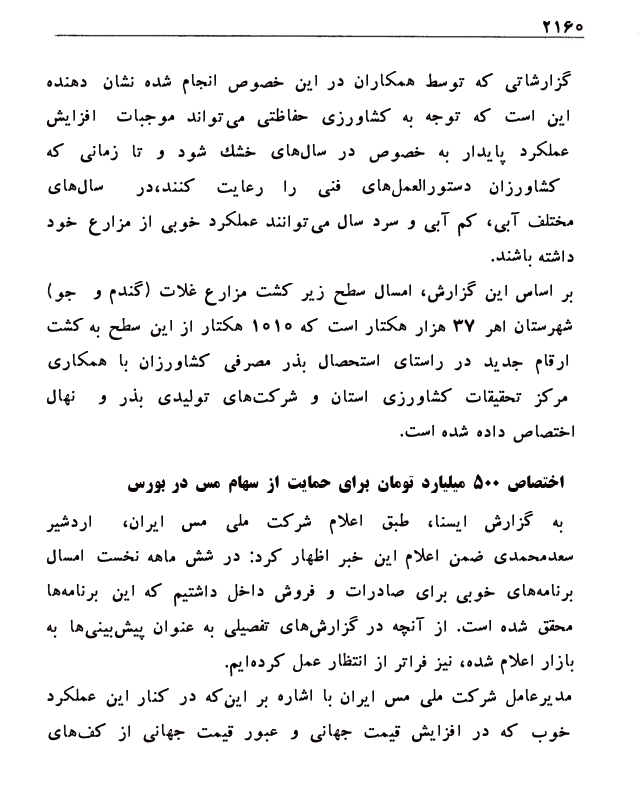 ۲۱۶۰
گزارشاتی که توسط همکاران در این خصوص انجام شده نشان دهنده
این است که توجه به کشاورزی حفاظتی می‌تواند موجبات افزایش
عملکرد پایدار به خصوص در سال‌های خشك شود و تا زمانی که
کشاورزان دستورالعمل‌های فنی را رعایت کنند،در سال‌های
مختلف آبی، کم آبی و سرد سال می‌توانند عملکرد خوبی از مزارع خود
داشته باشند.
بر اساس این گزارش، امسال سطح زیر کشت مزارع غلات (گندم و جو)
شهرستان اهر ۳۷ هزار هکتار است که ۱۰۱۰ هکتار از این سطح به کشت
ارقام جدید در راستای استحصال بذر مصرفی کشاورزان با همکاری
مرکز تحقیقات کشاورزی استان و شرکت‌های تولیدی بذر و نهال
اختصاص داده شده است.
اختصاص ۵۰۰ میلیارد تومان برای حمایت از سهام مس در بورس
به گزارش ایسنا، طبق اعلام شرکت ملی مس ایران، اردشیر
سعدمحمدی ضمن اعلام این خبر اظهار کرد: در شش ماهه نخست امسال
برنامه‌های خوبی برای صادرات و فروش داخل داشتیم که این برنامه‌ها
محقق شده است. از آنچه در گزارش‌های تفصیلی به عنوان پیش‌بینی‌ها به
بازار اعلام شده، نیز فراتر از انتظار عمل کرده‌ایم.
مدیرعامل شرکت ملی مس ایران با اشاره بر این‌که در کنار این عملکرد
خوب که در افزایش قیمت جهانی و عبور قیمت جهانی از کف‌های